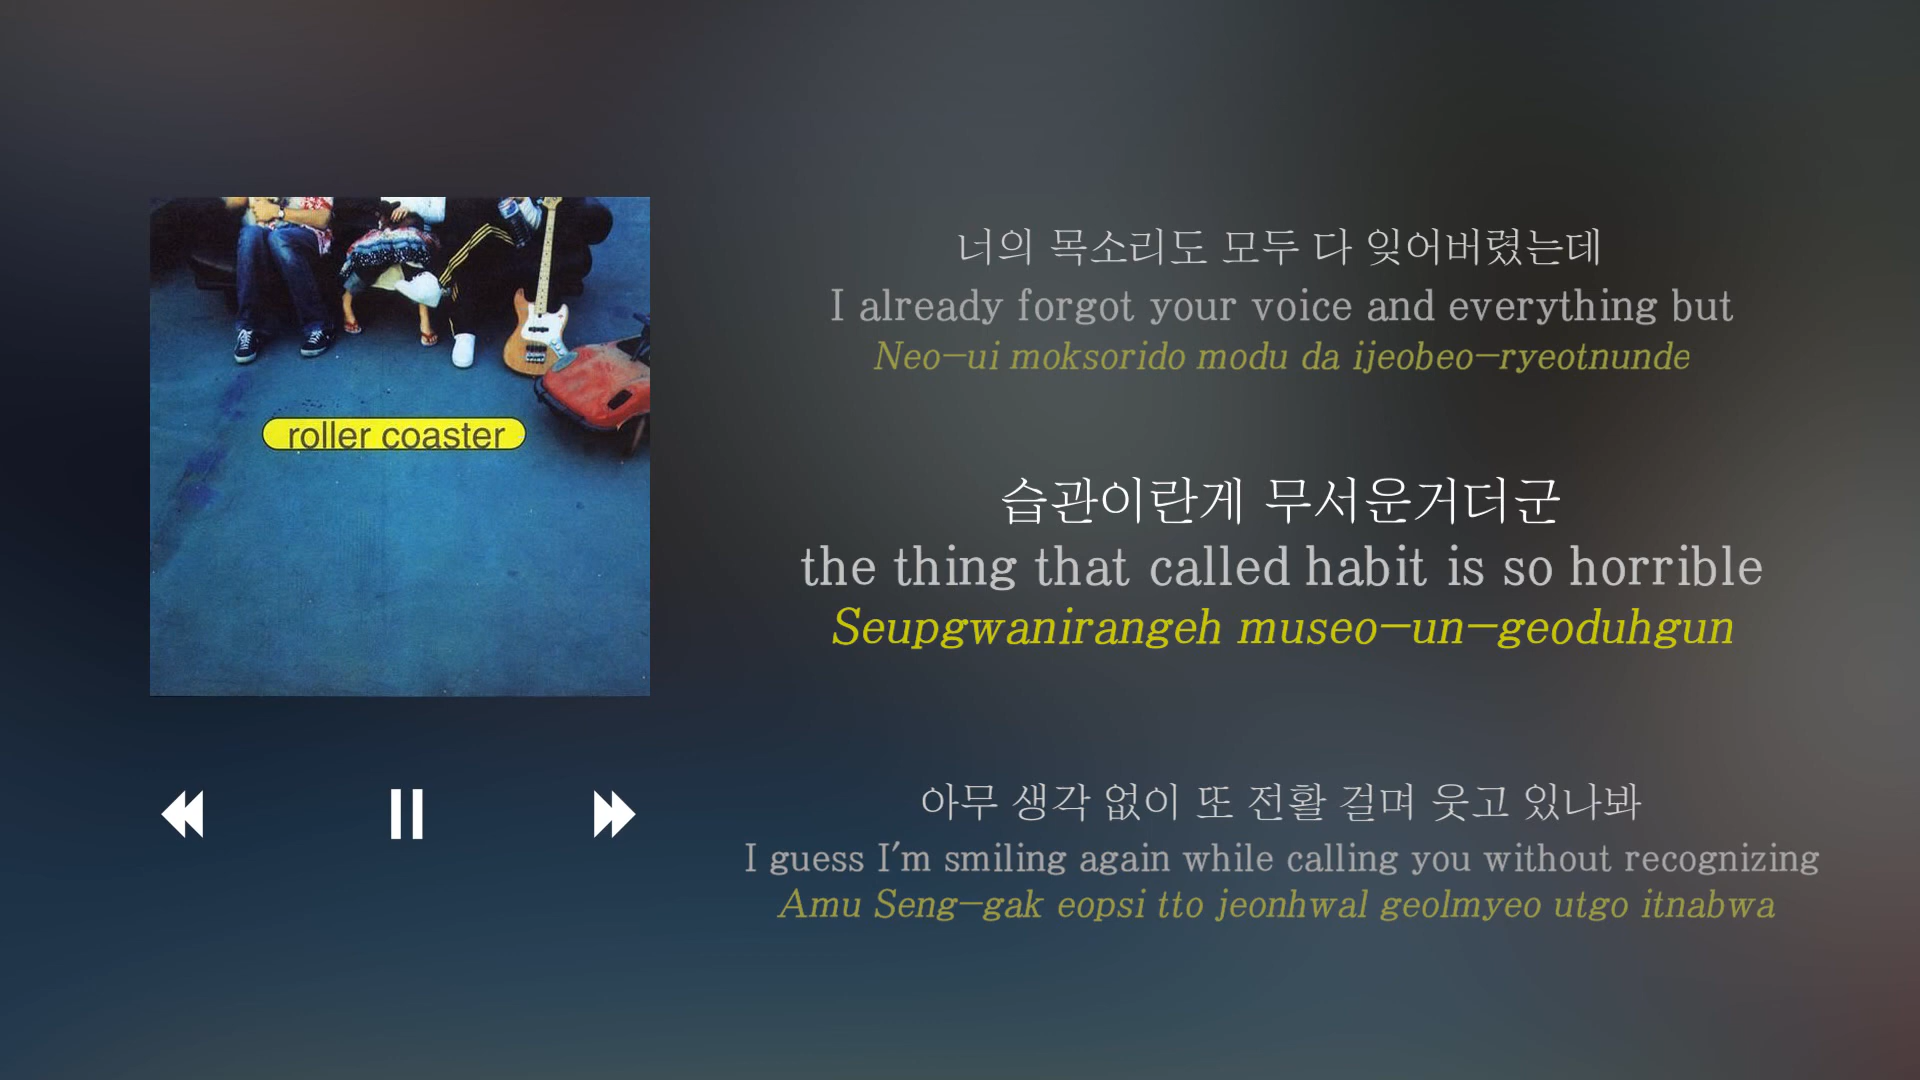 roller coaster
너의 목소리도 모두 다 잊어버렸는데
I already forgot your voice and everything but
Neo-ui moksorido modu da ijeobeo-ryeotnunde
습관이란게 무서운거더군
the thing that called habit is so horrible
Seupgwanirangeh museo-un-geoduhgun
아무 생각 없이 또 전활 걸며 웃고 있나봐
I guess I'm smiling again while calling you without recognizing
Amu Seng-gak eopsi tto jeonhwal geolmyeo utgo itnabwa